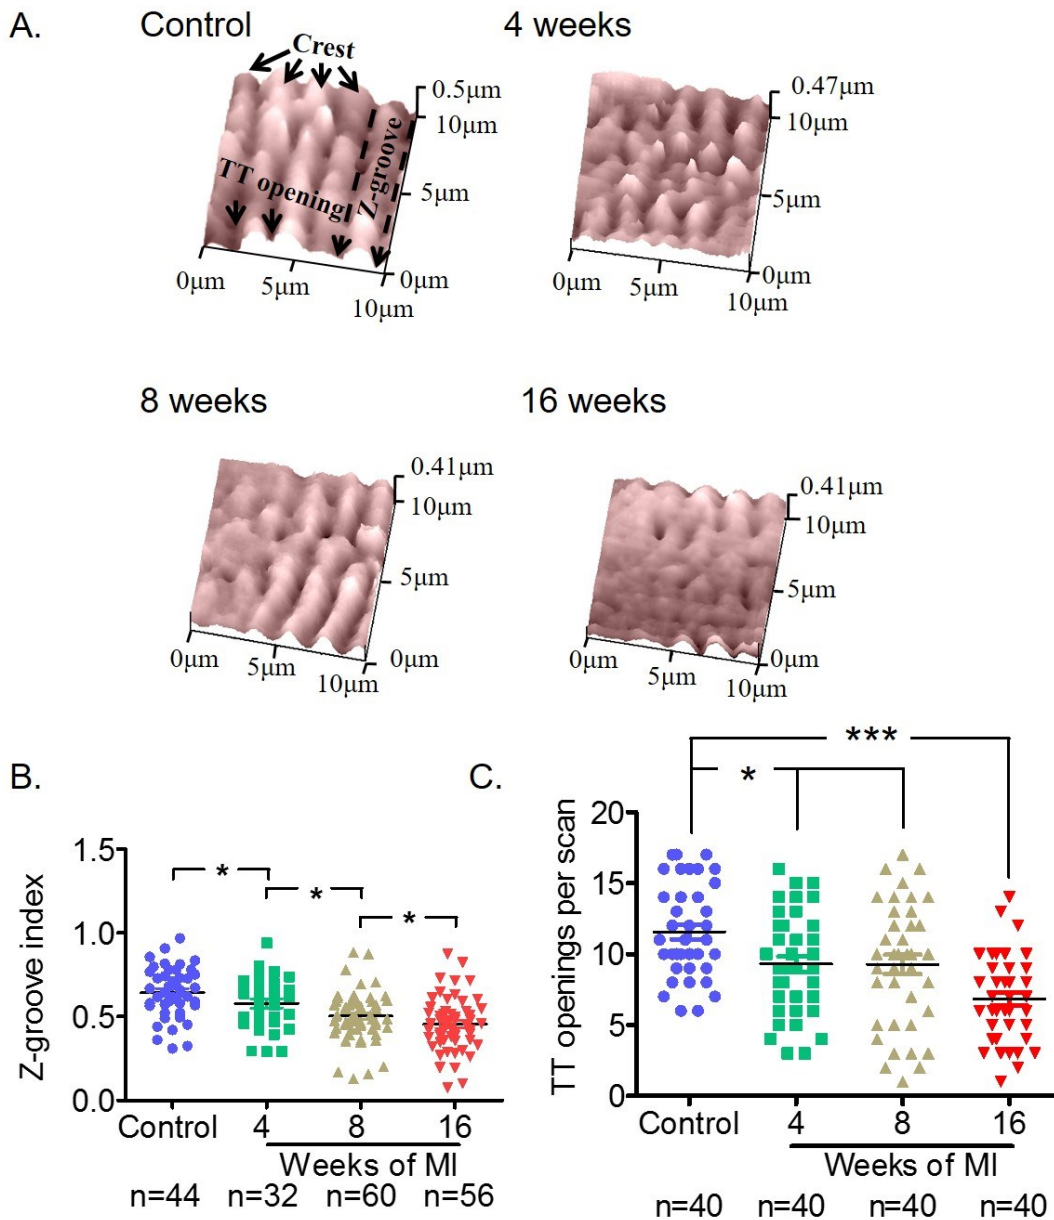 A.
Control
4 weeks
Crest
TT opening
Z-groove
0.5μm
10μm
5μm
0μm
0μm
5μm
10μm
0.47μm
10μm
5μm
0μm
0μm
5μm
10μm
8 weeks
16 weeks
0.41μm
10μm
5μm
0μm
0μm
5μm
10μm
0.41μm
10μm
5μm
0μm
0μm
5μm
10μm
B.
Z-groove index
1.5
1.0
0.5
0.0
* * *
Control 4 8 16
Weeks of MI
n=44 n=32 n=60 n=56
C.
TT openings per scan
20
15
10
5
0
***
*
Control 4 8 16
Weeks of MI
n=40 n=40 n=40 n=40